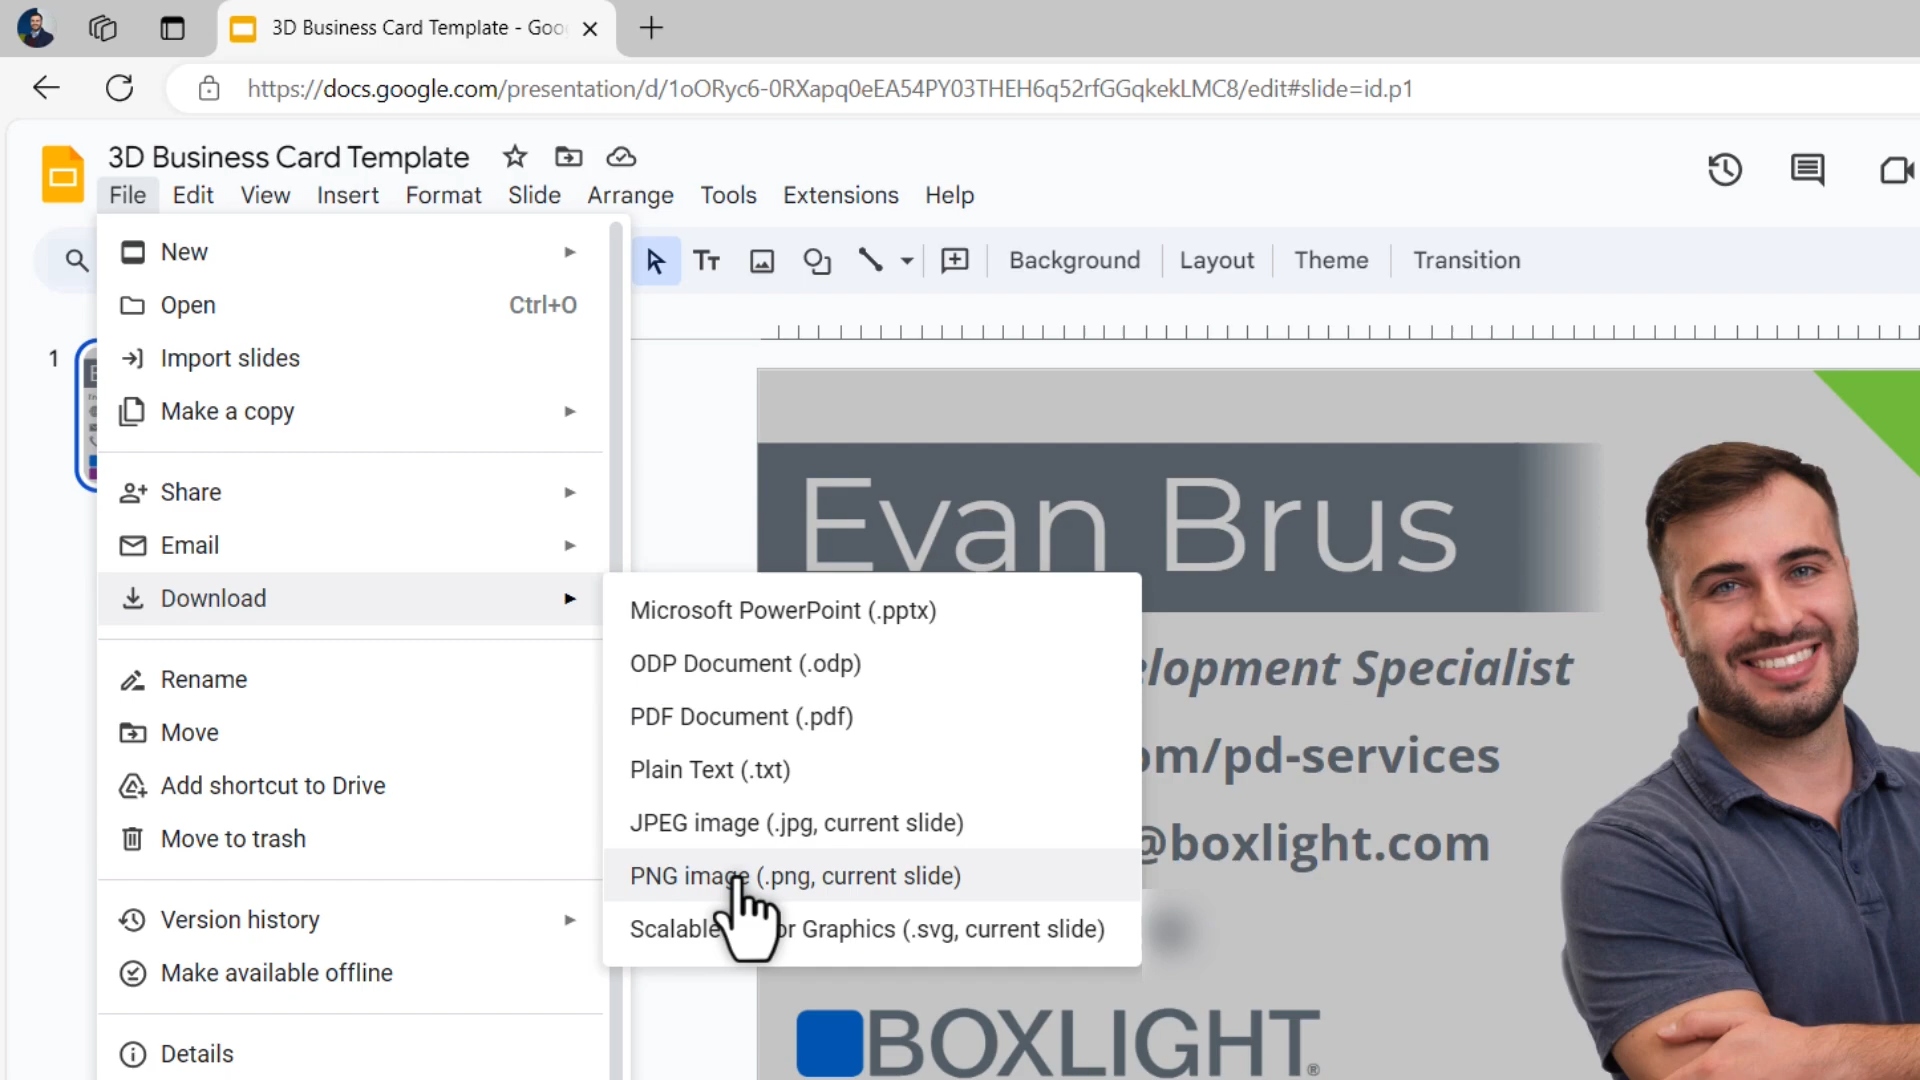 3D Business Card Template - Goo
https://docs.google.com/presentation/d/1oORyc6-0RXapq0eEA54PY03THEH6q52rfGGqkekLMC8/edit#slide=id.p1
3D Business Card Template
File Edit View Insert Format Slide Arrange Tools Extensions Help
New
Open Ctrl+O
Import slides
Make a copy
Share
Email
Download
Rename
Move
Add shortcut to Drive
Move to trash
Version history
Make available offline
Details
Background Layout Theme Transition
1
Microsoft PowerPoint (.pptx)
ODP Document (.odp)
PDF Document (.pdf)
Plain Text (.txt)
JPEG image (.jpg, current slide)
PNG image (.png, current slide)
Scalable or Graphics (.svg, current slide)
Evan Brus
lopment Specialist
om/pd-services
@boxlight.com
BOXLIGHT®